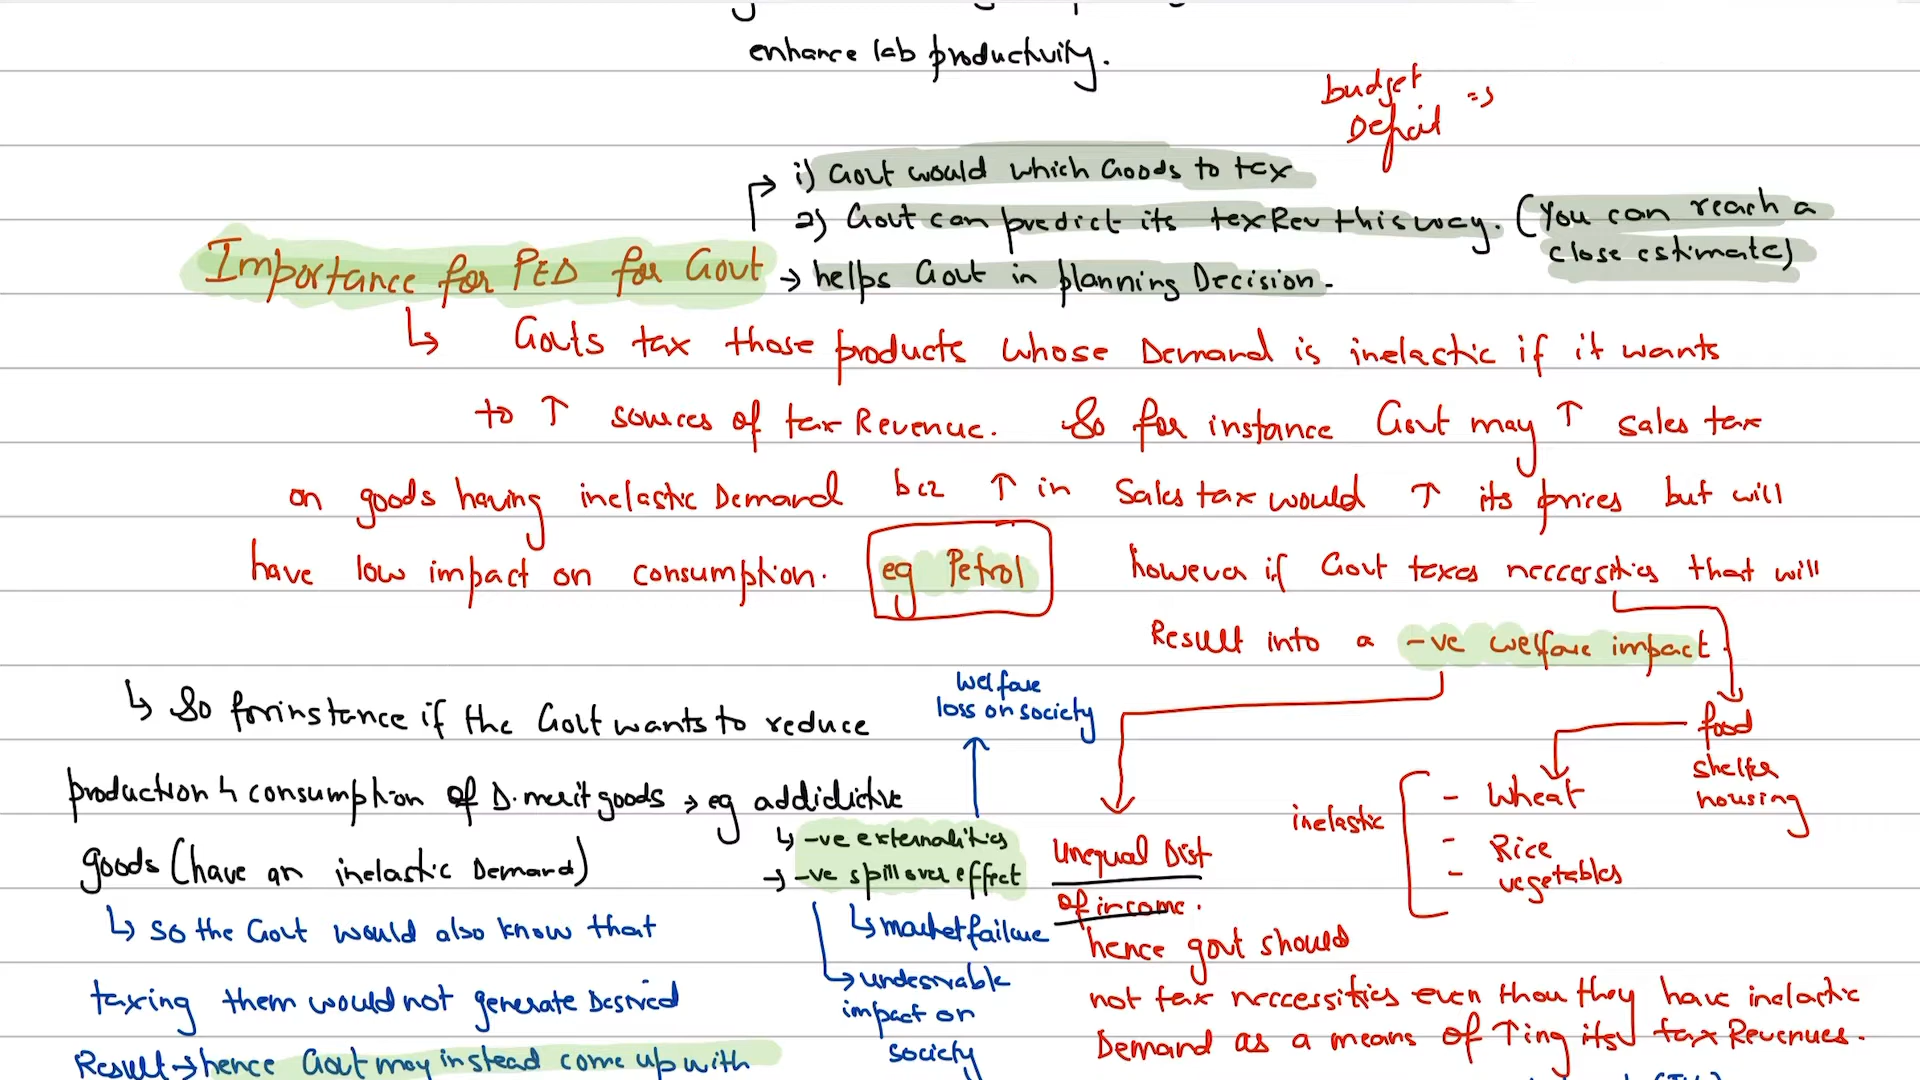 enhance lab productivity.
budget
Deficit =>
i) Govt would which Goods to tax
2) Govt can predict its tax Rev this way. (You can reach a
close estimate)
Importance for PED for Govt
→ helps Govt in planning Decision.
↳ Govts tax those products whose Demand is inelastic if it wants
to ↑ sources of tax Revenue. So for instance Govt may ↑ sales tax
on goods having inelastic Demand bcz ↑ in Sales tax would ↑ its prices but will
have low impact on consumption. eg Petrol however if Govt taxes neccessities that will
Result into a -ve welfare impact.
↳ So for instance if the Govt wants to reduce
production & consumption of D.merit goods → eg addidictive
goods (have an inelastic Demand)
welfare
loss on society
↳ -ve externalities
→ -ve spill over effect
↳ market failure
↳ undesirable
impact on
society
food
shelter
housing
inelastic
- Wheat
- Rice
- vegetables
Unequal Dist
of income.
hence govt should
not tax neccessities even thou they have inelastic
Demand as a means of ↑ing its tax Revenues.
↳ so the Govt would also know that
taxing them would not generate Desired
Result → hence Govt may instead come up with